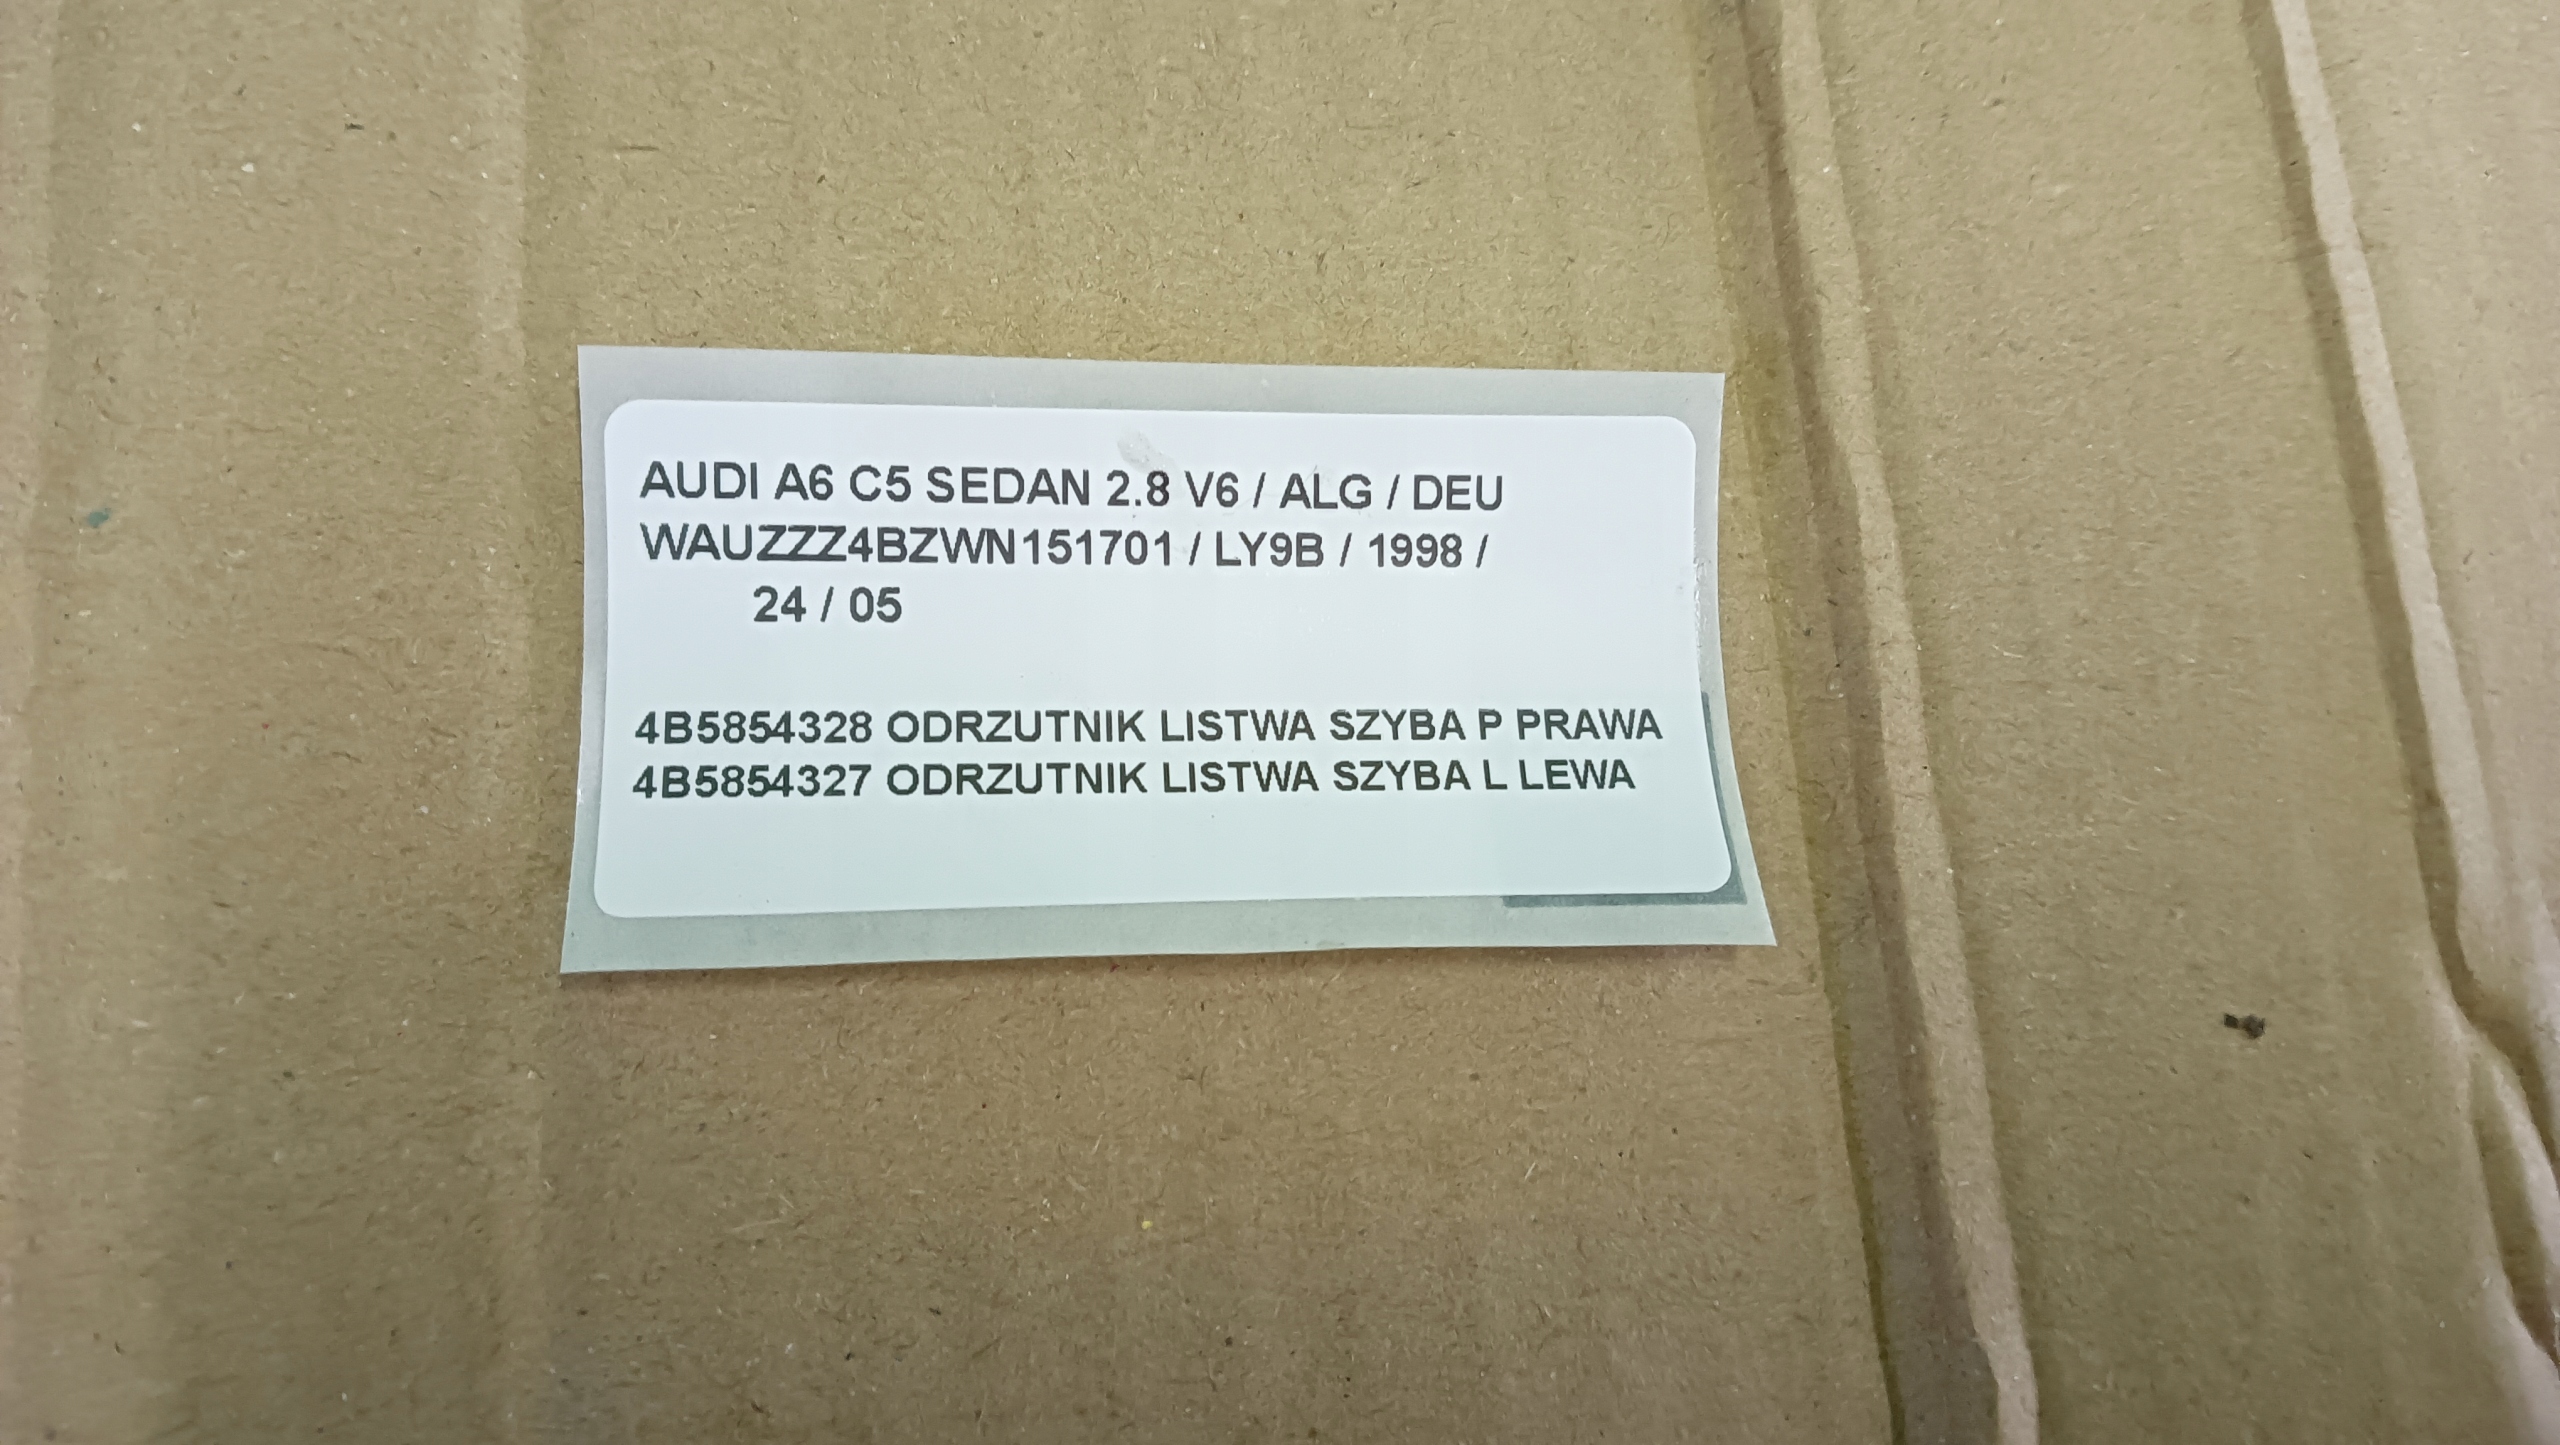 AUDI A6 C5 SEDAN 2.8 V6 / ALG / DEU
WAUZZZ4BZWN151701 / LY9B / 1998 /
24 / 05
4B5854328 ODRZUTNIK LISTWA SZYBA P PRAWA
4B5854327 ODRZUTNIK LISTWA SZYBA L LEWA